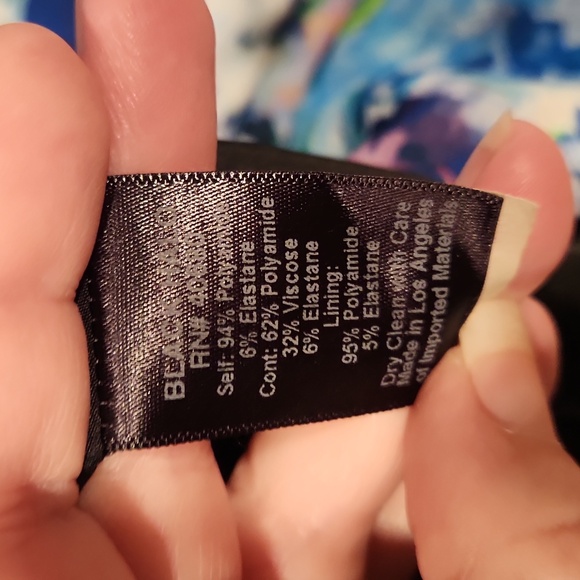 BLACK HALO
RN#
Self: 94% Polyamide
6% Elastane
Cont: 62% Polyamide
32% Viscose
6% Elastane
Lining:
95% Polyamide
5% Elastane
Dry Clean With Care
Made in Los Angeles
of Imported Materials